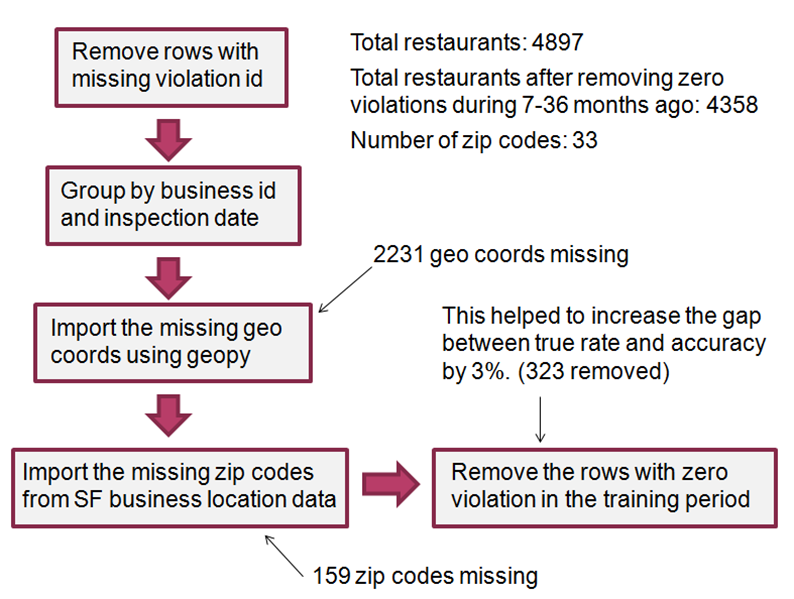 Remove rows with
missing violation id
Total restaurants: 4897
Total restaurants after removing zero
violations during 7-36 months ago: 4358
Number of zip codes: 33
Group by business id
and inspection date
2231 geo coords missing
Import the missing geo
coords using geopy
This helped to increase the gap
between true rate and accuracy
by 3%. (323 removed)
Import the missing zip codes
from SF business location data
Remove the rows with zero
violation in the training period
159 zip codes missing